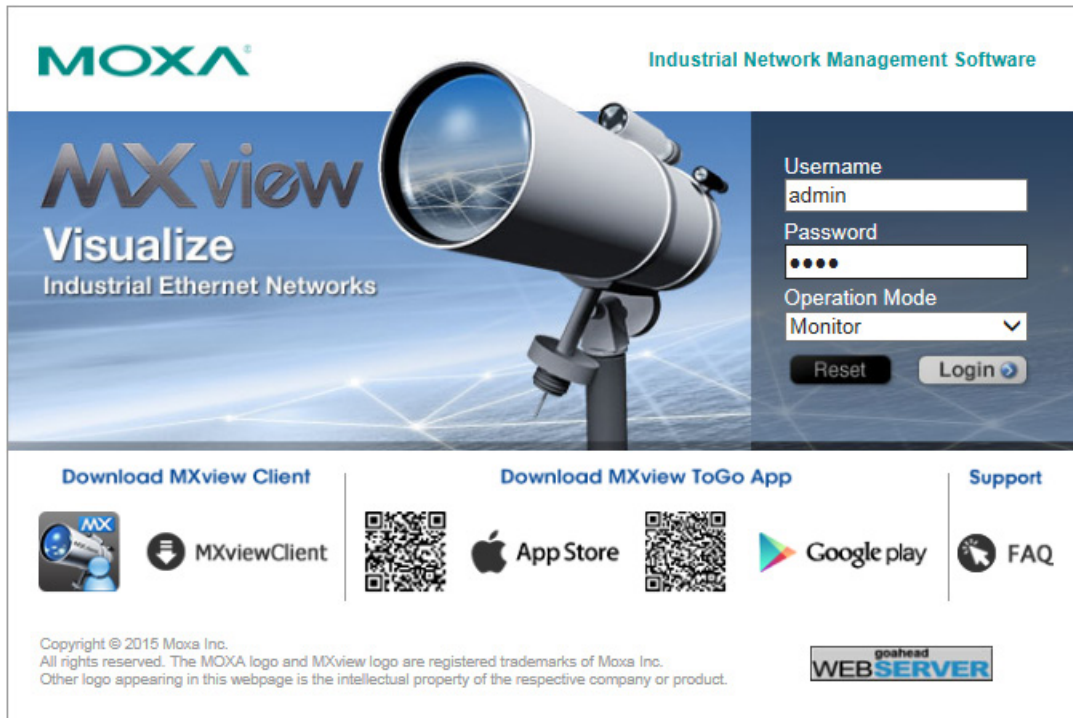 MOXA®
Industrial Network Management Software
MXview
Visualize
Industrial Ethernet Networks
Username
admin
Password
••••
Operation Mode
Monitor
Reset
Login
Download MXview Client
Download MXview ToGo App
Support
MX
MXviewClient
App Store
Google play
FAQ
Copyright © 2015 Moxa Inc.
All rights reserved. The MOXA logo and MXview logo are registered trademarks of Moxa Inc.
Other logo appearing in this webpage is the intellectual property of the respective company or product.
goahead
WEBSERVER